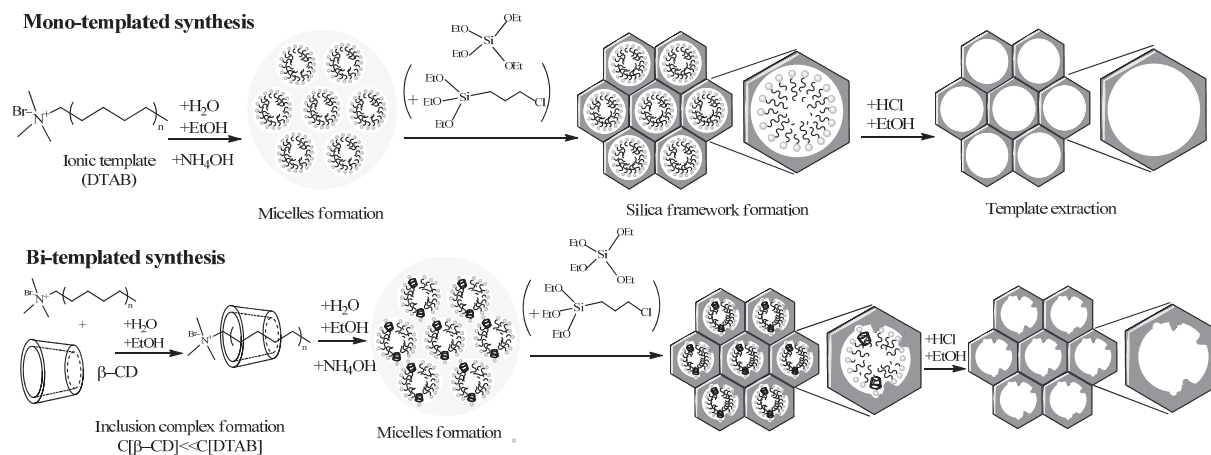 Mono-templated synthesis
Br-
N+
n
Ionic template
(DTAB)
+H2O
+EtOH
+NH4OH
Micelles formation
EtO OEt
Si
EtO OEt
EtO
( + EtO Si Cl )
EtO
Silica framework formation
+HCl
+EtOH
Template extraction
Bi-templated synthesis
Br-
N+
n
+
β–CD
+H2O
+EtOH
Br-
N+
n
Inclusion complex formation
C[β–CD]<<C[DTAB]
+H2O
+EtOH
+NH4OH
Micelles formation
EtO OEt
Si
EtO OEt
EtO
( + EtO Si Cl )
EtO
+HCl
+EtOH